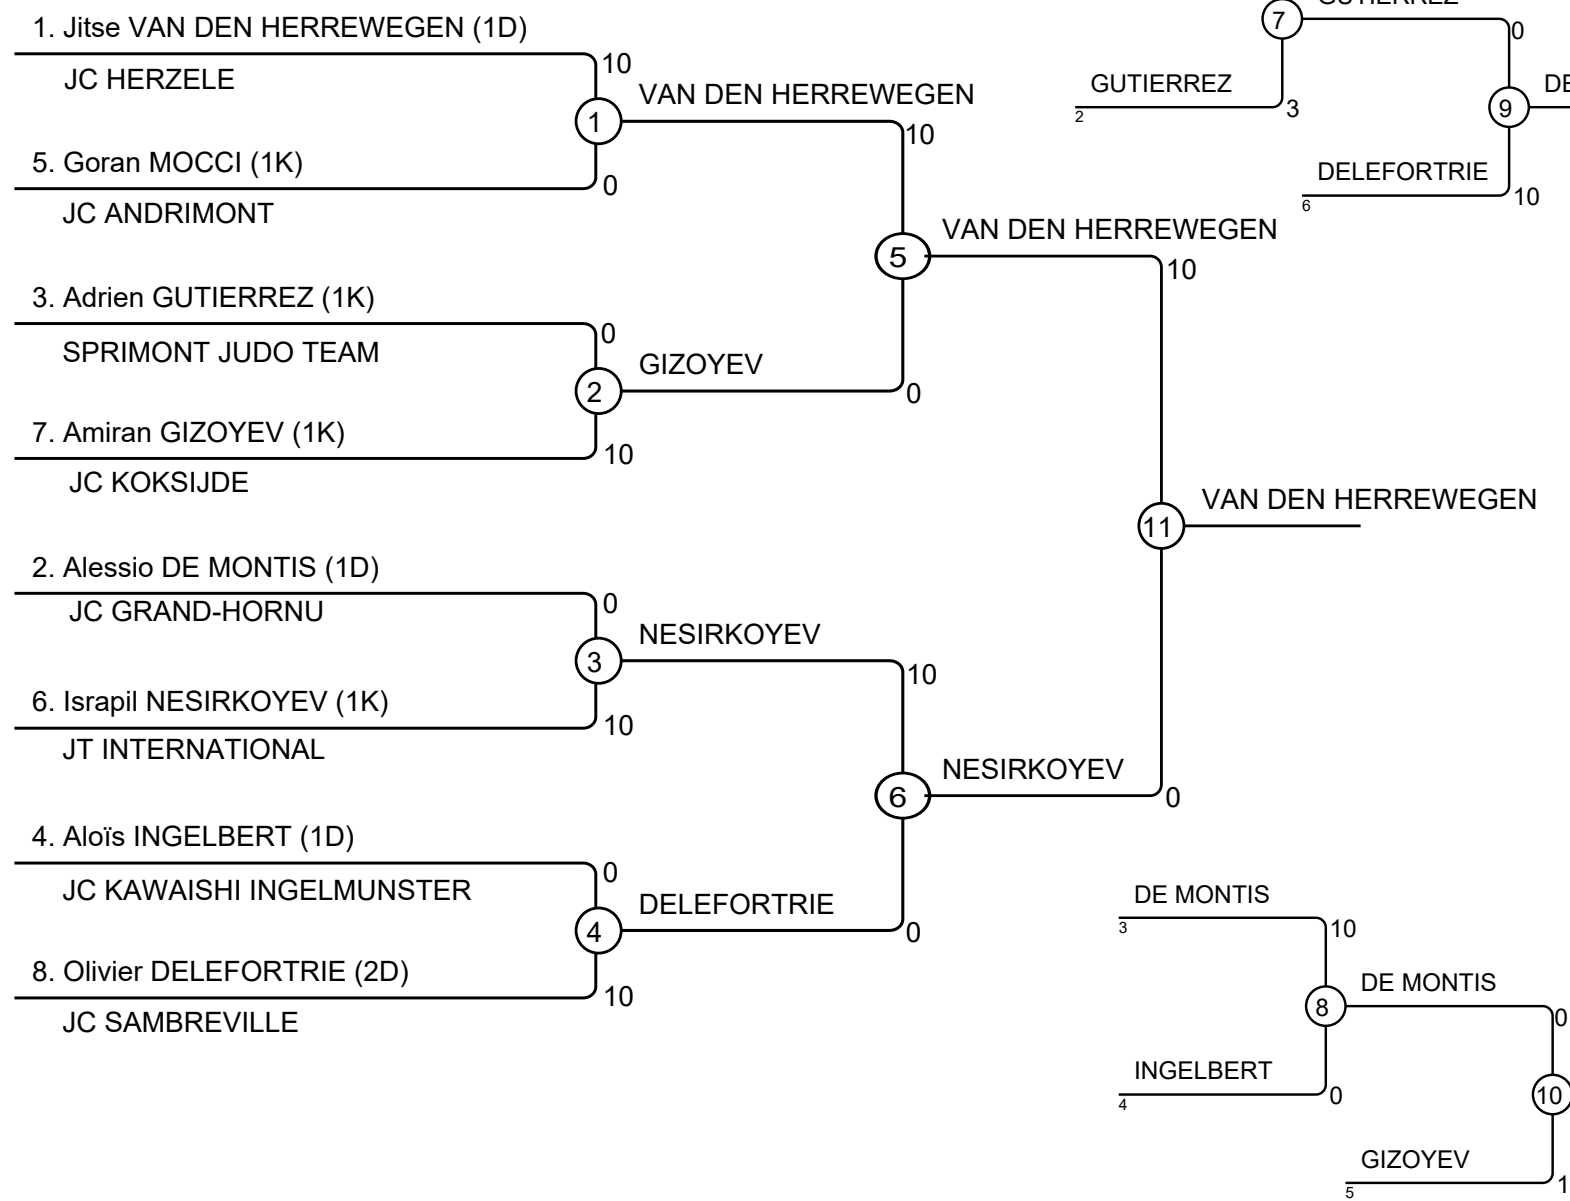 1. Jitse VAN DEN HERREWEGEN (1D)
JC HERZELE
10
1
VAN DEN HERREWEGEN
5. Goran MOCCI (1K)
JC ANDRIMONT
0
10
3. Adrien GUTIERREZ (1K)
SPRIMONT JUDO TEAM
0
2
GIZOYEV
7. Amiran GIZOYEV (1K)
JC KOKSIJDE
10
0
5
VAN DEN HERREWEGEN
10
2. Alessio DE MONTIS (1D)
JC GRAND-HORNU
0
3
NESIRKOYEV
6. Israpil NESIRKOYEV (1K)
JT INTERNATIONAL
10
10
4. Aloïs INGELBERT (1D)
JC KAWAISHI INGELMUNSTER
0
4
DELEFORTRIE
8. Olivier DELEFORTRIE (2D)
JC SAMBREVILLE
10
0
6
NESIRKOYEV
0
11
VAN DEN HERREWEGEN
7
GUTIERREZ
0
GUTIERREZ
2
3
9
DE
DELEFORTRIE
6
10
DE MONTIS
3
10
8
DE MONTIS
0
INGELBERT
4
0
10
GIZOYEV
5
1